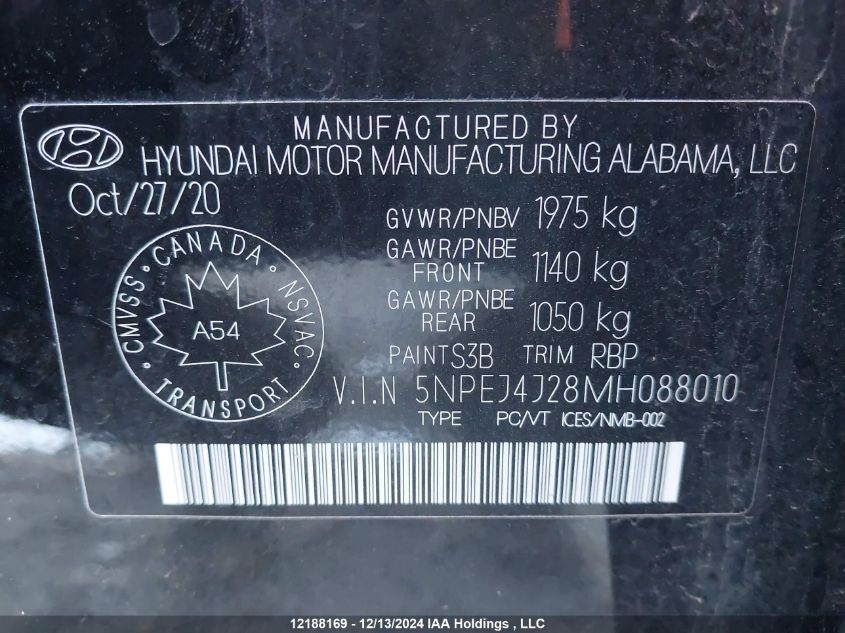 MANUFACTURED BY
HYUNDAI MOTOR MANUFACTURING ALABAMA, LLC
Oct/27/20
GVWR/PNBV 1975 kg
GAWR/PNBE FRONT 1140 kg
GAWR/PNBE REAR 1050 kg
CMVSS · CANADA · NSVAC · TRANSPORT ·
A54
PAINT S3B TRIM RBP
V.I.N 5NPEJ4J28MH088010
TYPE PC/VT ICES/NMB-002
12188169 - 12/13/2024 IAA Holdings , LLC